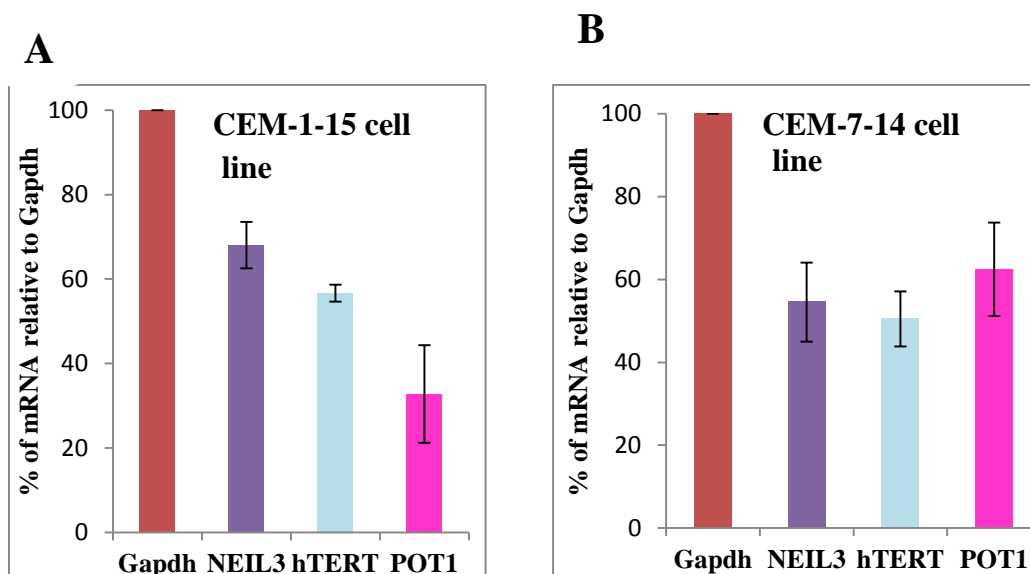 A
CEM-1-15 cell
line
% of mRNA relative to Gapdh
100
80
60
40
20
0
Gapdh NEIL3 hTERT POT1
B
CEM-7-14 cell
line
% of mRNA relative to Gapdh
100
80
60
40
20
0
Gapdh NEIL3 hTERT POT1